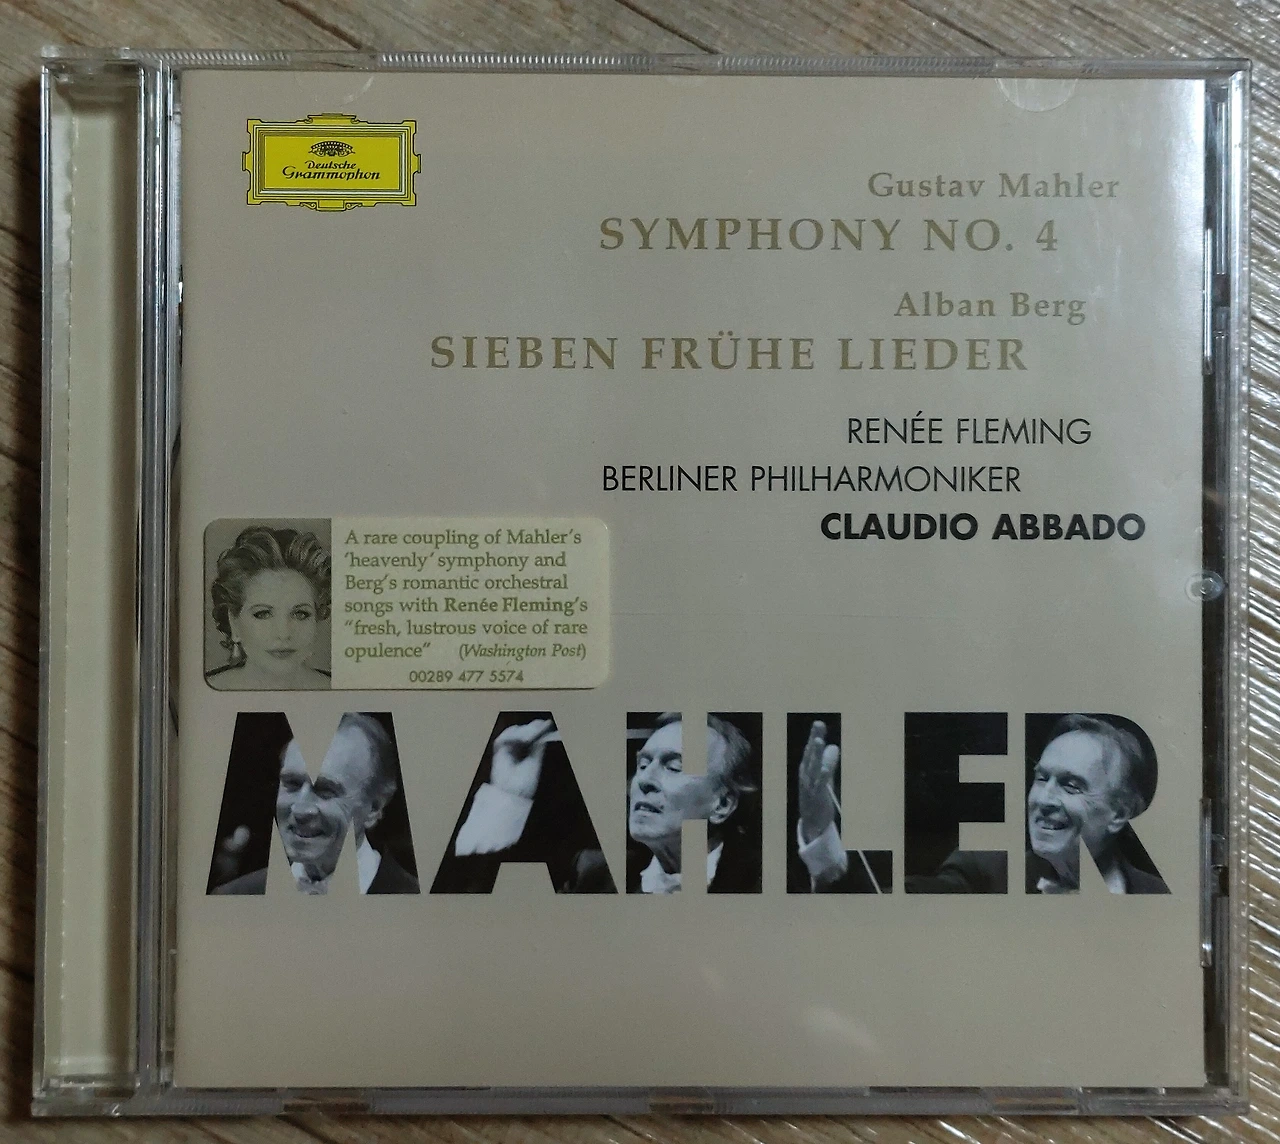 Deutsche
Grammophon
Gustav Mahler
SYMPHONY NO. 4
Alban Berg
SIEBEN FRÜHE LIEDER
RENÉE FLEMING
BERLINER PHILHARMONIKER
CLAUDIO ABBADO
A rare coupling of Mahler's
'heavenly' symphony and
Berg's romantic orchestral
songs with Renée Fleming's
"fresh, lustrous voice of rare
opulence" (Washington Post)
00289 477 5574
MAHLER